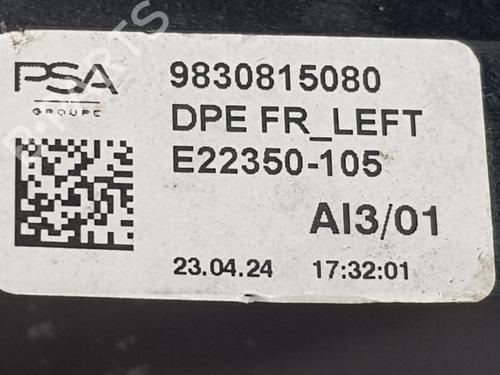 PSA
GROUPE
9830815080
DPE FR_LEFT
E22350-105
AI3/01
23.04.24 17:32:01